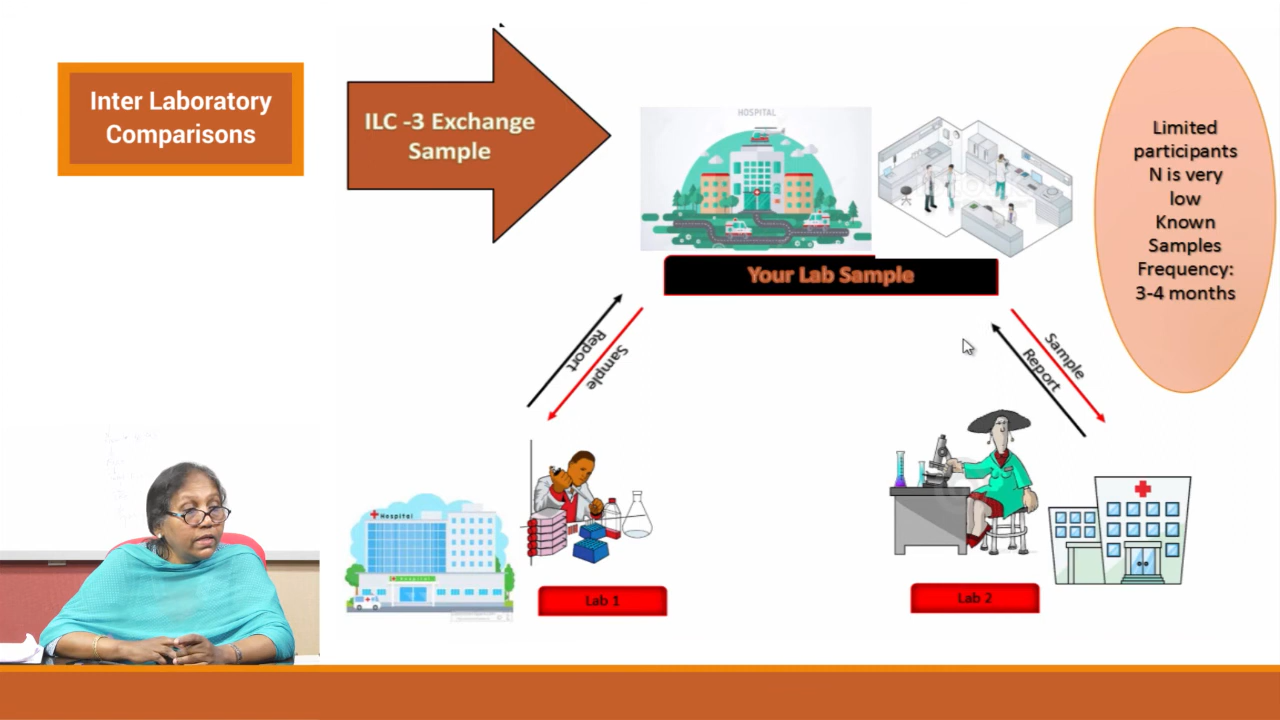 Inter Laboratory
Comparisons
ILC -3 Exchange
Sample
HOSPITAL
Limited
participants
N is very
low
Known
Samples
Frequency:
3-4 months
Your Lab Sample
Report
Sample
Sample
Report
Hospital
Hospital
Lab 1
Lab 2